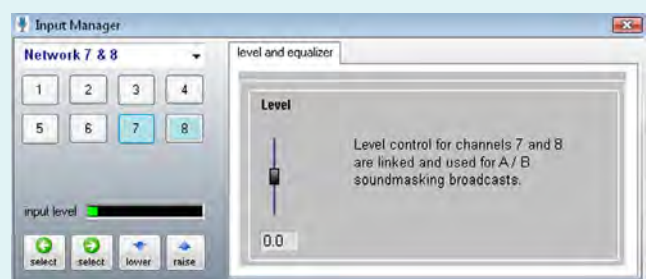 Input Manager
Network 7 & 8
level and equalizer
1 2 3 4
5 6 7 8
Level
Level control for channels 7 and 8
are linked and used for A / B
soundmasking broadcasts.
input level
0.0
select select lower raise